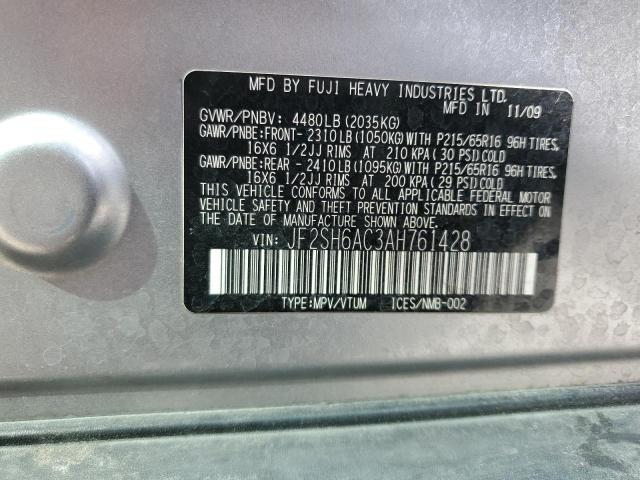 MFD BY FUJI HEAVY INDUSTRIES LTD.
MFD IN 11/09
GVWR/PNBV: 4480LB (2035KG)
GAWR/PNBE:FRONT- 2310LB (1050KG) WITH P215/65R16 96H TIRES,
16X6 1/2JJ RIMS AT 210 KPA (30 PSI) COLD
GAWR/PNBE:REAR - 2410LB (1095KG) WITH P215/65R16 96H TIRES,
16X6 1/2JJ RIMS AT 200 KPA (29 PSI) COLD
THIS VEHICLE CONFORMS TO ALL APPLICABLE FEDERAL MOTOR
VEHICLE SAFETY AND THEFT PREVENTION STANDARDS IN EFFECT
ON THE DATE OF MANUFACTURE SHOWN ABOVE.
VIN: JF2SH6AC3AH761428
TYPE:MPV/VTUM ICES/NMB-002